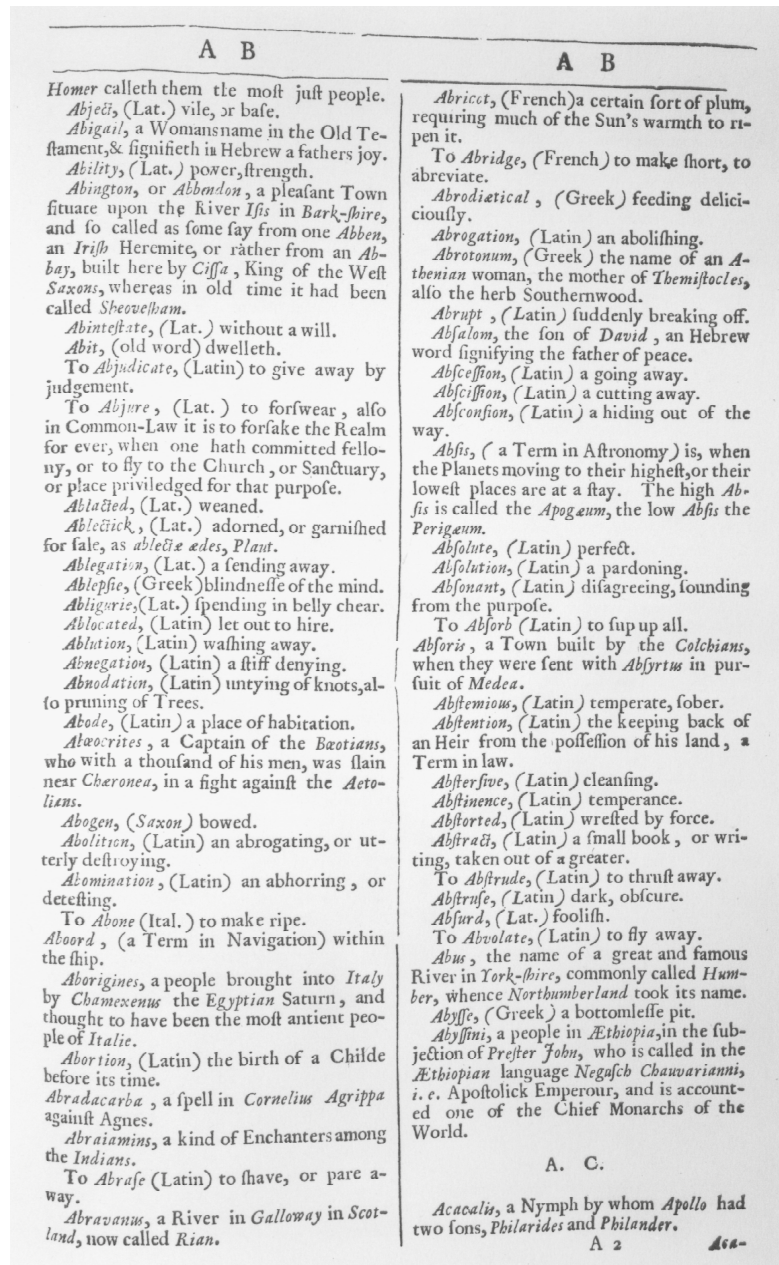 A B
Homer calleth them the moſt juſt people.
Abject, (Lat.) vile, or baſe.
Abigail, a Womansname in the Old Te-
ſtament,& ſignifieth in Hebrew a fathers joy.
Ability, (Lat.) power, ſtrength.
Abington, or Abbendon, a pleaſant Town
ſituate upon the River Iſis in Bark-ſhire,
and ſo called as ſome ſay from one Abben,
an Iriſh Heremite, or rather from an Ab-
bay, built here by Ciſſa, King of the Weſt
Saxons, whereas in old time it had been
called Sheoveſham.
Abinteſtate, (Lat.) without a will.
Abit, (old word) dwelleth.
To Abjudicate, (Latin) to give away by
judgement.
To Abjure, (Lat.) to forſwear, alſo
in Common-Law it is to forſake the Realm
for ever, when one hath committed fello-
ny, or to fly to the Church, or Sanctuary,
or place priviledged for that purpoſe.
Ablacted, (Lat.) weaned.
Ablectick, (Lat.) adorned, or garniſhed
for ſale, as ablectæ ædes, Plaut.
Ablegation, (Lat.) a ſending away.
Ablepſie, (Greek)blindneſſe of the mind.
Abligurie,(Lat.) ſpending in belly chear.
Ablocated, (Latin) let out to hire.
Ablution, (Latin) waſhing away.
Abnegation, (Latin) a ſtiff denying.
Abnodation, (Latin) untying of knots,al-
ſo pruning of Trees.
Abode, (Latin) a place of habitation.
Abæocrites, a Captain of the Bæotians,
who with a thouſand of his men, was ſlain
near Chæronea, in a fight againſt the Aeto-
lians.
Abogen, (Saxon) bowed.
Abolition, (Latin) an abrogating, or ut-
terly deſtroying.
Abomination, (Latin) an abhorring, or
deteſting.
To Abone (Ital.) to make ripe.
Aboord, (a Term in Navigation) within
the ſhip.
Aborigines, a people brought into Italy
by Chamexenus the Egyptian Saturn, and
thought to have been the moſt antient peo-
ple of Italie.
Abortion, (Latin) the birth of a Childe
before its time.
Abradacarba, a ſpell in Cornelius Agrippa
againſt Agnes.
Abraiamins, a kind of Enchanters among
the Indians.
To Abraſe (Latin) to ſhave, or pare a-
way.
Abravanus, a River in Galloway in Scot-
land, now called Rian.
A B
Abricot, (French)a certain ſort of plum,
requiring much of the Sun's warmth to ri-
pen it.
To Abridge, (French) to make ſhort, to
abreviate.
Abrodiætical, (Greek) feeding delici-
ciouſly.
Abrogation, (Latin) an aboliſhing.
Abrotonum, (Greek) the name of an A-
thenian woman, the mother of Themiſtocles,
alſo the herb Southernwood.
Abrupt, (Latin) ſuddenly breaking off.
Abſalom, the ſon of David, an Hebrew
word ſignifying the father of peace.
Abſceſſion, (Latin) a going away.
Abſciſſion, (Latin) a cutting away.
Abſconſion, (Latin) a hiding out of the
way.
Abſis, (a Term in Aſtronomy) is, when
the Planets moving to their higheſt,or their
loweſt places are at a ſtay. The high Ab-
ſis is called the Apogæum, the low Abſis the
Perigæum.
Abſolute, (Latin) perfect.
Abſolution, (Latin) a pardoning.
Abſonant, (Latin) diſagreeing, ſounding
from the purpoſe.
To Abſorb (Latin) to ſup up all.
Abſoris, a Town built by the Colchians,
when they were ſent with Abſyrtus in pur-
ſuit of Medea.
Abſtemious, (Latin) temperate, ſober.
Abſtention, (Latin) the keeping back of
an Heir from the poſſeſſion of his land, a
Term in law.
Abſterſive, (Latin) cleanſing.
Abſtinence, (Latin) temperance.
Abſtorted, (Latin) wreſted by force.
Abſtract, (Latin) a ſmall book, or wri-
ting, taken out of a greater.
To Abſtrude, (Latin) to thruſt away.
Abſtruſe, (Latin) dark, obſcure.
Abſurd, (Lat.) fooliſh.
To Abvolate, (Latin) to fly away.
Abus, the name of a great and famous
River in York-ſhire, commonly called Hum-
ber, whence Northumberland took its name.
Abyſſe, (Greek) a bottomleſſe pit.
Abyſſini, a people in Æthiopia,in the ſub-
jection of Preſter John, who is called in the
Æthiopian language Negaſch Chauvarianni,
i. e. Apoſtolick Emperour, and is account-
ed one of the Chief Monarchs of the
World.
A. C.
Acacalis, a Nymph by whom Apollo had
two ſons, Philarides and Philander.
A 2 Aca-